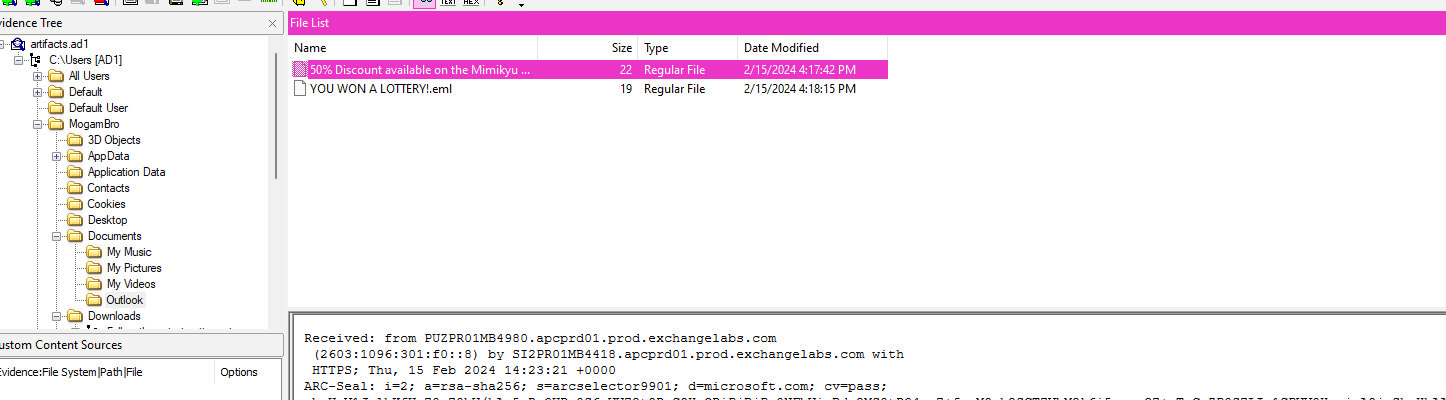 TEXT HEX
vidence Tree
File List
artifacts.ad1
C:\Users [AD1]
All Users
Default
Default User
MogamBro
3D Objects
AppData
Application Data
Contacts
Cookies
Desktop
Documents
My Music
My Pictures
My Videos
Outlook
Downloads
Name Size Type Date Modified
50% Discount available on the Mimikyu ... 22 Regular File 2/15/2024 4:17:42 PM
YOU WON A LOTTERY!.eml 19 Regular File 2/15/2024 4:18:15 PM
ustom Content Sources
vidence:File System|Path|File Options
Received: from PUZPR01MB4980.apcprd01.prod.exchangelabs.com
(2603:1096:301:f0::8) by SI2PR01MB4418.apcprd01.prod.exchangelabs.com with
HTTPS; Thu, 15 Feb 2024 14:23:21 +0000
ARC-Seal: i=2; a=rsa-sha256; s=arcselector9901; d=microsoft.com; cv=pass;